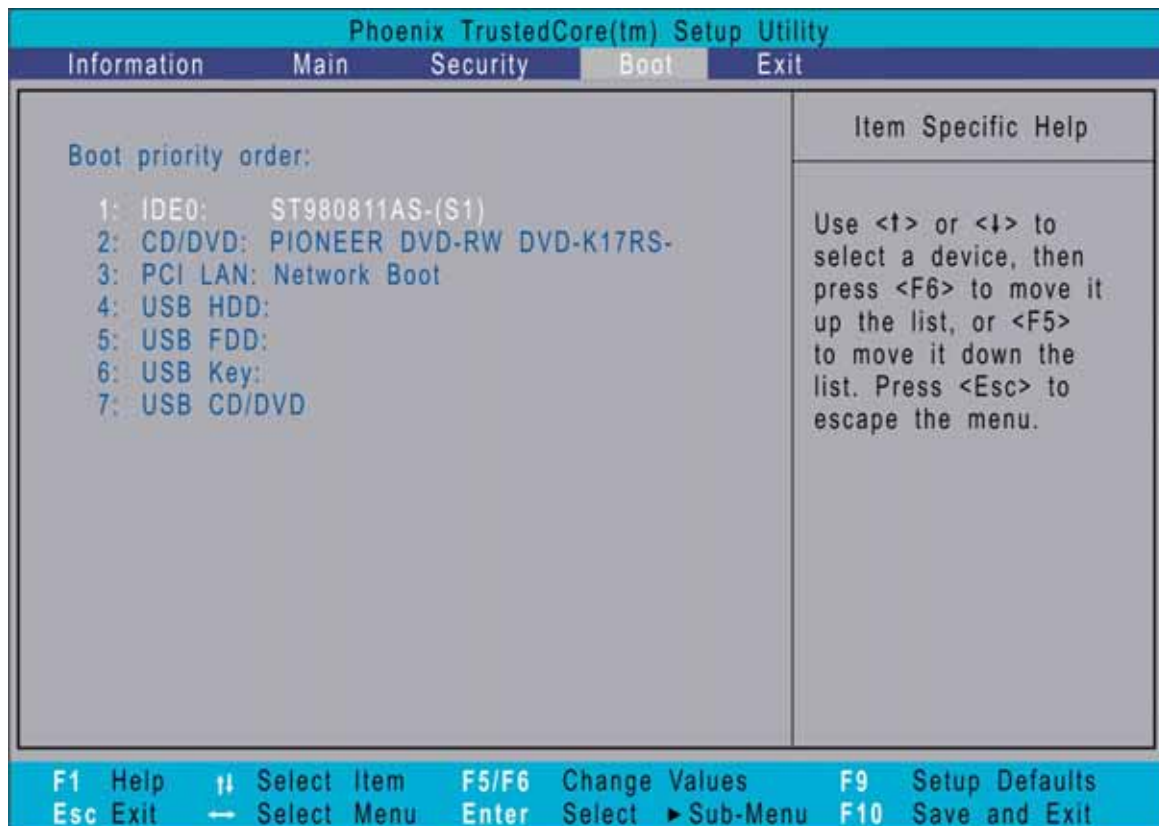 Phoenix TrustedCore(tm) Setup Utility
Information Main Security Boot Exit
Boot priority order:
1: IDE0: ST980811AS-(S1)
2: CD/DVD: PIONEER DVD-RW DVD-K17RS-
3: PCI LAN: Network Boot
4: USB HDD:
5: USB FDD:
6: USB Key:
7: USB CD/DVD
Item Specific Help
Use <↑> or <↓> to
select a device, then
press <F6> to move it
up the list, or <F5>
to move it down the
list. Press <Esc> to
escape the menu.
F1 Help ↑↓ Select Item F5/F6 Change Values F9 Setup Defaults
Esc Exit ↔ Select Menu Enter Select ▶Sub-Menu F10 Save and Exit